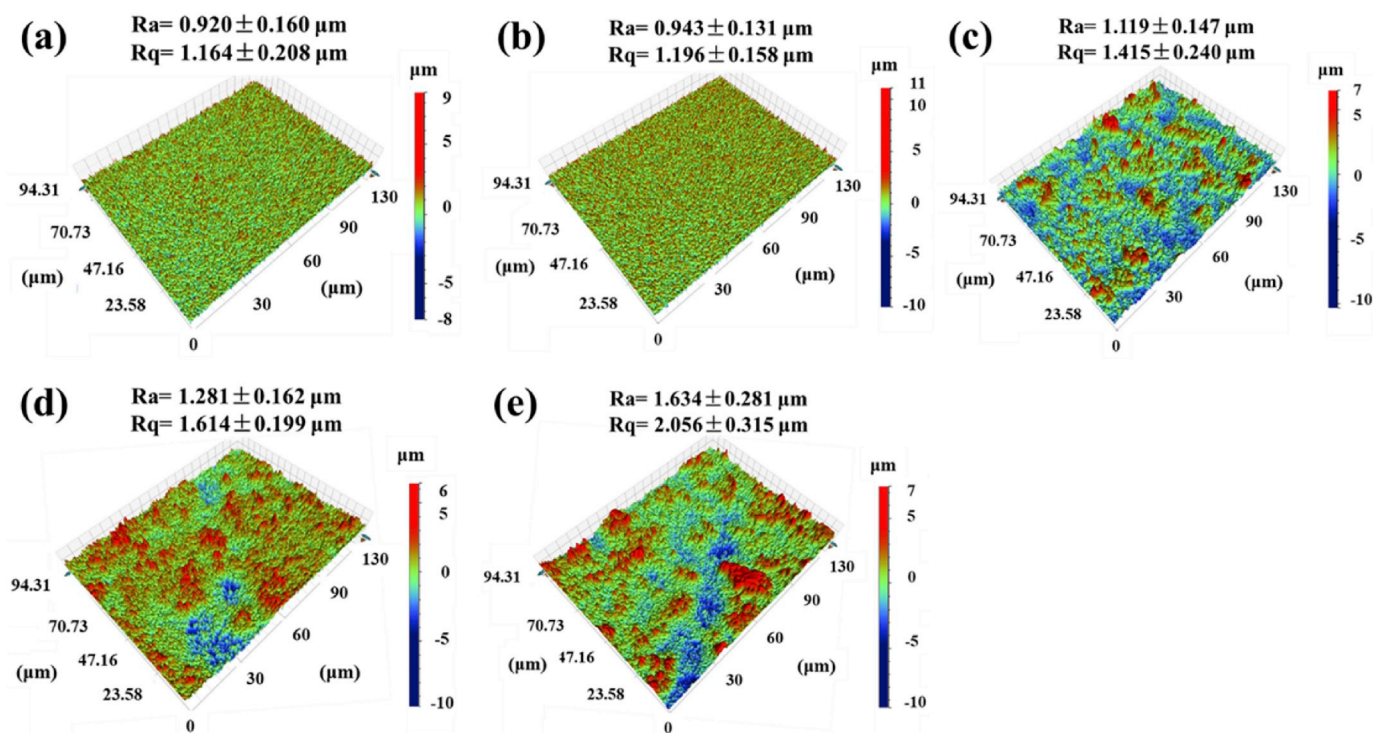 (a)
Ra= 0.920±0.160 µm
Rq= 1.164±0.208 µm
µm
9
5
0
-5
-8
94.31
70.73
47.16
23.58
(µm)
0
30
60
90
130
(µm)
(b)
Ra= 0.943±0.131 µm
Rq= 1.196±0.158 µm
µm
11
10
5
0
-5
-10
94.31
70.73
47.16
23.58
(µm)
0
30
60
90
130
(µm)
(c)
Ra= 1.119±0.147 µm
Rq= 1.415±0.240 µm
µm
7
5
0
-5
-10
94.31
70.73
47.16
23.58
(µm)
0
30
60
90
130
(µm)
(d)
Ra= 1.281±0.162 µm
Rq= 1.614±0.199 µm
µm
6
5
0
-5
-10
94.31
70.73
47.16
23.58
(µm)
0
30
60
90
130
(µm)
(e)
Ra= 1.634±0.281 µm
Rq= 2.056±0.315 µm
µm
7
5
0
-5
-10
94.31
70.73
47.16
23.58
(µm)
0
30
60
90
130
(µm)